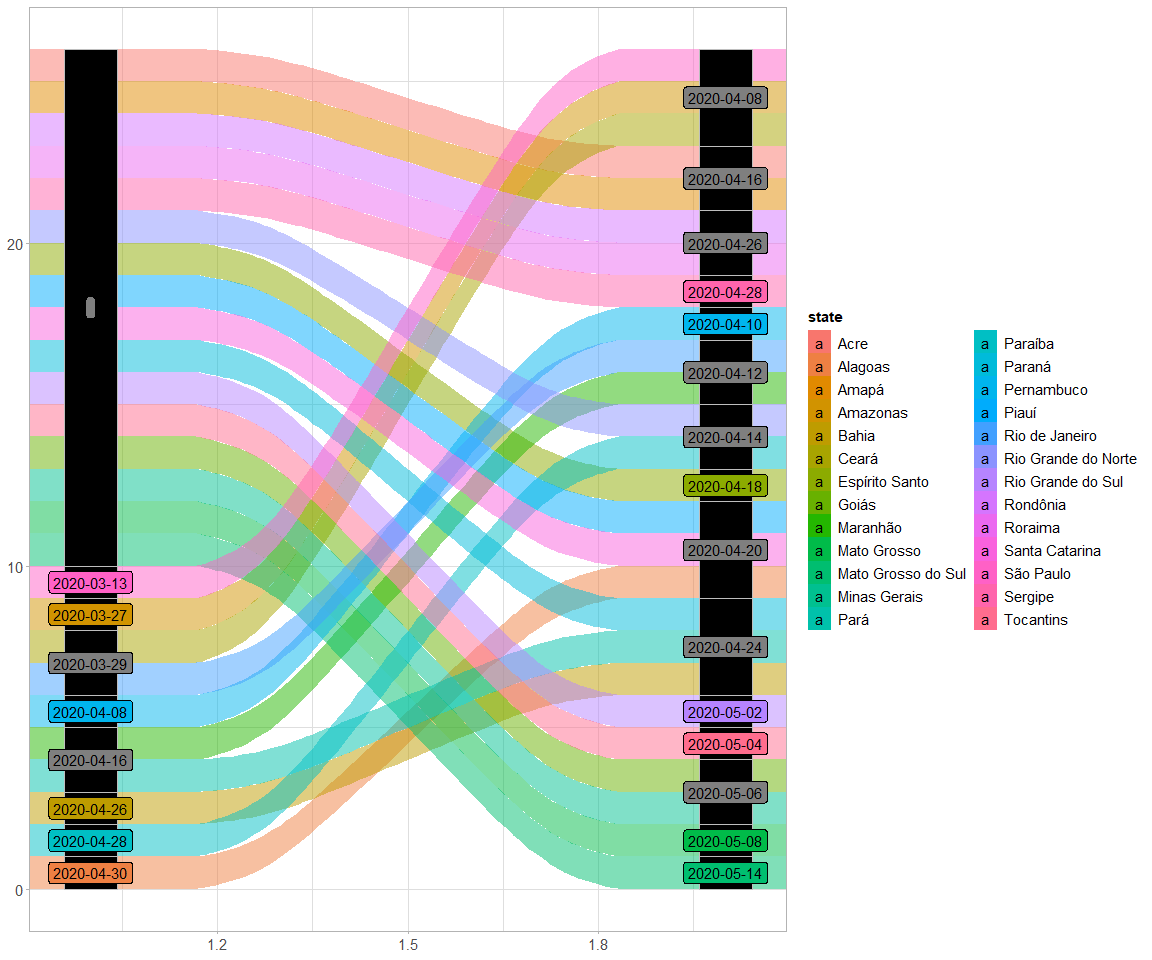 20
10
0
1.2
1.5
1.8
2020-03-13
2020-03-27
2020-03-29
2020-04-08
2020-04-16
2020-04-26
2020-04-28
2020-04-30
2020-04-08
2020-04-16
2020-04-26
2020-04-28
2020-04-10
2020-04-12
2020-04-14
2020-04-18
2020-04-20
2020-04-24
2020-05-02
2020-05-04
2020-05-06
2020-05-08
2020-05-14
state
a Acre
a Alagoas
a Amapá
a Amazonas
a Bahia
a Ceará
a Espírito Santo
a Goiás
a Maranhão
a Mato Grosso
a Mato Grosso do Sul
a Minas Gerais
a Pará
a Paraíba
a Paraná
a Pernambuco
a Piauí
a Rio de Janeiro
a Rio Grande do Norte
a Rio Grande do Sul
a Rondônia
a Roraima
a Santa Catarina
a São Paulo
a Sergipe
a Tocantins